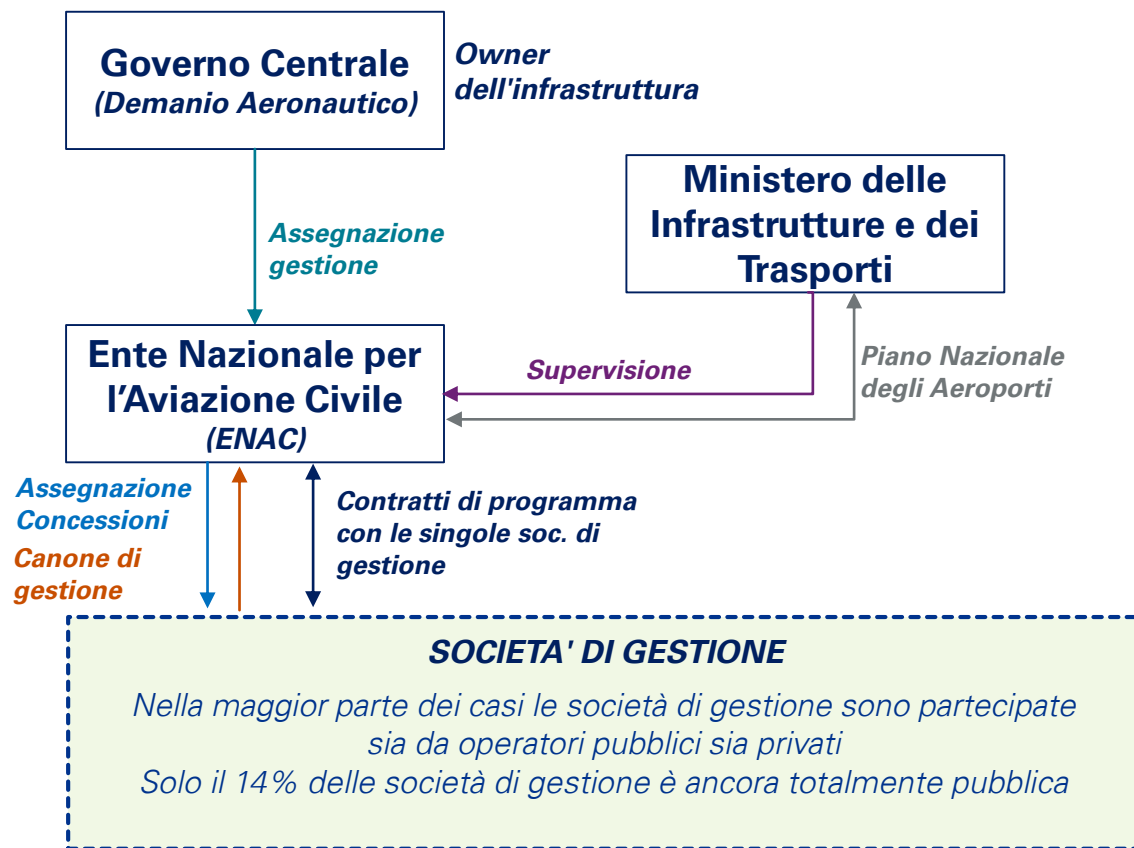 Governo Centrale
(Demanio Aeronautico)
Owner
dell'infrastruttura
Assegnazione
gestione
Ministero delle
Infrastrutture e dei
Trasporti
Ente Nazionale per
l’Aviazione Civile
(ENAC)
Supervisione
Piano Nazionale
degli Aeroporti
Assegnazione
Concessioni
Canone di
gestione
Contratti di programma
con le singole soc. di
gestione
SOCIETA' DI GESTIONE
Nella maggior parte dei casi le società di gestione sono partecipate
sia da operatori pubblici sia privati
Solo il 14% delle società di gestione è ancora totalmente pubblica